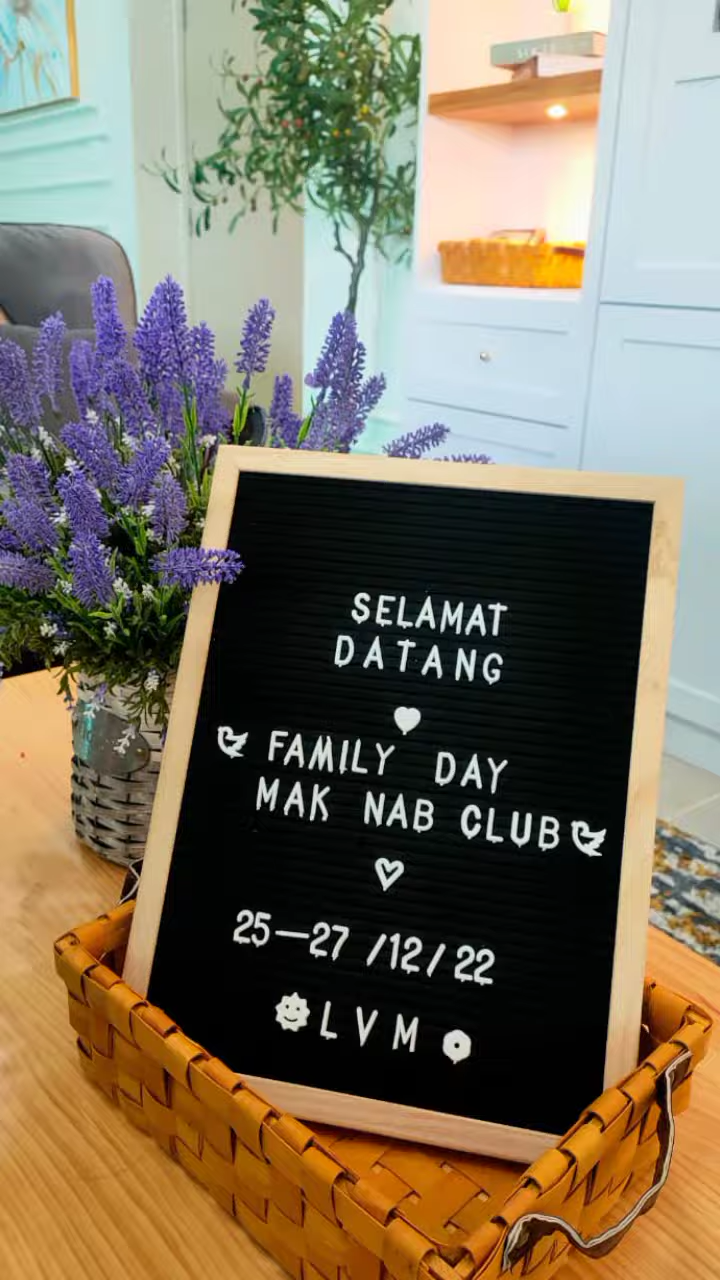 SELAMAT
DATANG
FAMILY DAY
MAK NAB CLUB
25—27 /12/ 22
LVM